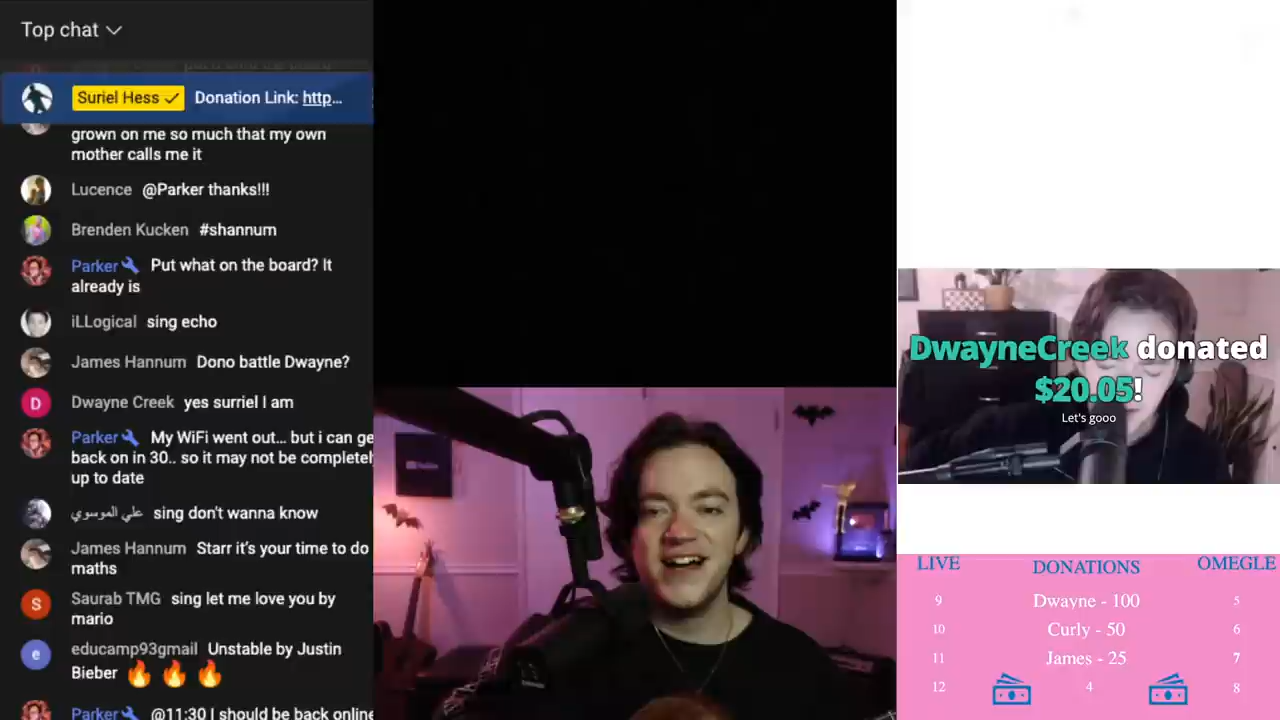 Top chat
Suriel Hess Donation Link: http...
grown on me so much that my own
mother calls me it
Lucence @Parker thanks!!!
Brenden Kucken #shannum
Parker Put what on the board? It
already is
iLLogical sing echo
James Hannum Dono battle Dwayne?
D Dwayne Creek yes surriel I am
Parker My WiFi went out... but i can ge
back on in 30.. so it may not be completel
up to date
علي الموسوي sing don't wanna know
James Hannum Starr it's your time to do
maths
S Saurab TMG sing let me love you by
mario
e educamp93gmail Unstable by Justin
Bieber 🔥🔥🔥
Parker @11:30 I should be back online
DwayneCreek donated
$20.05!
Let's gooo
LIVE DONATIONS OMEGLE
9 Dwayne - 100 5
10 Curly - 50 6
11 James - 25 7
12 4 8